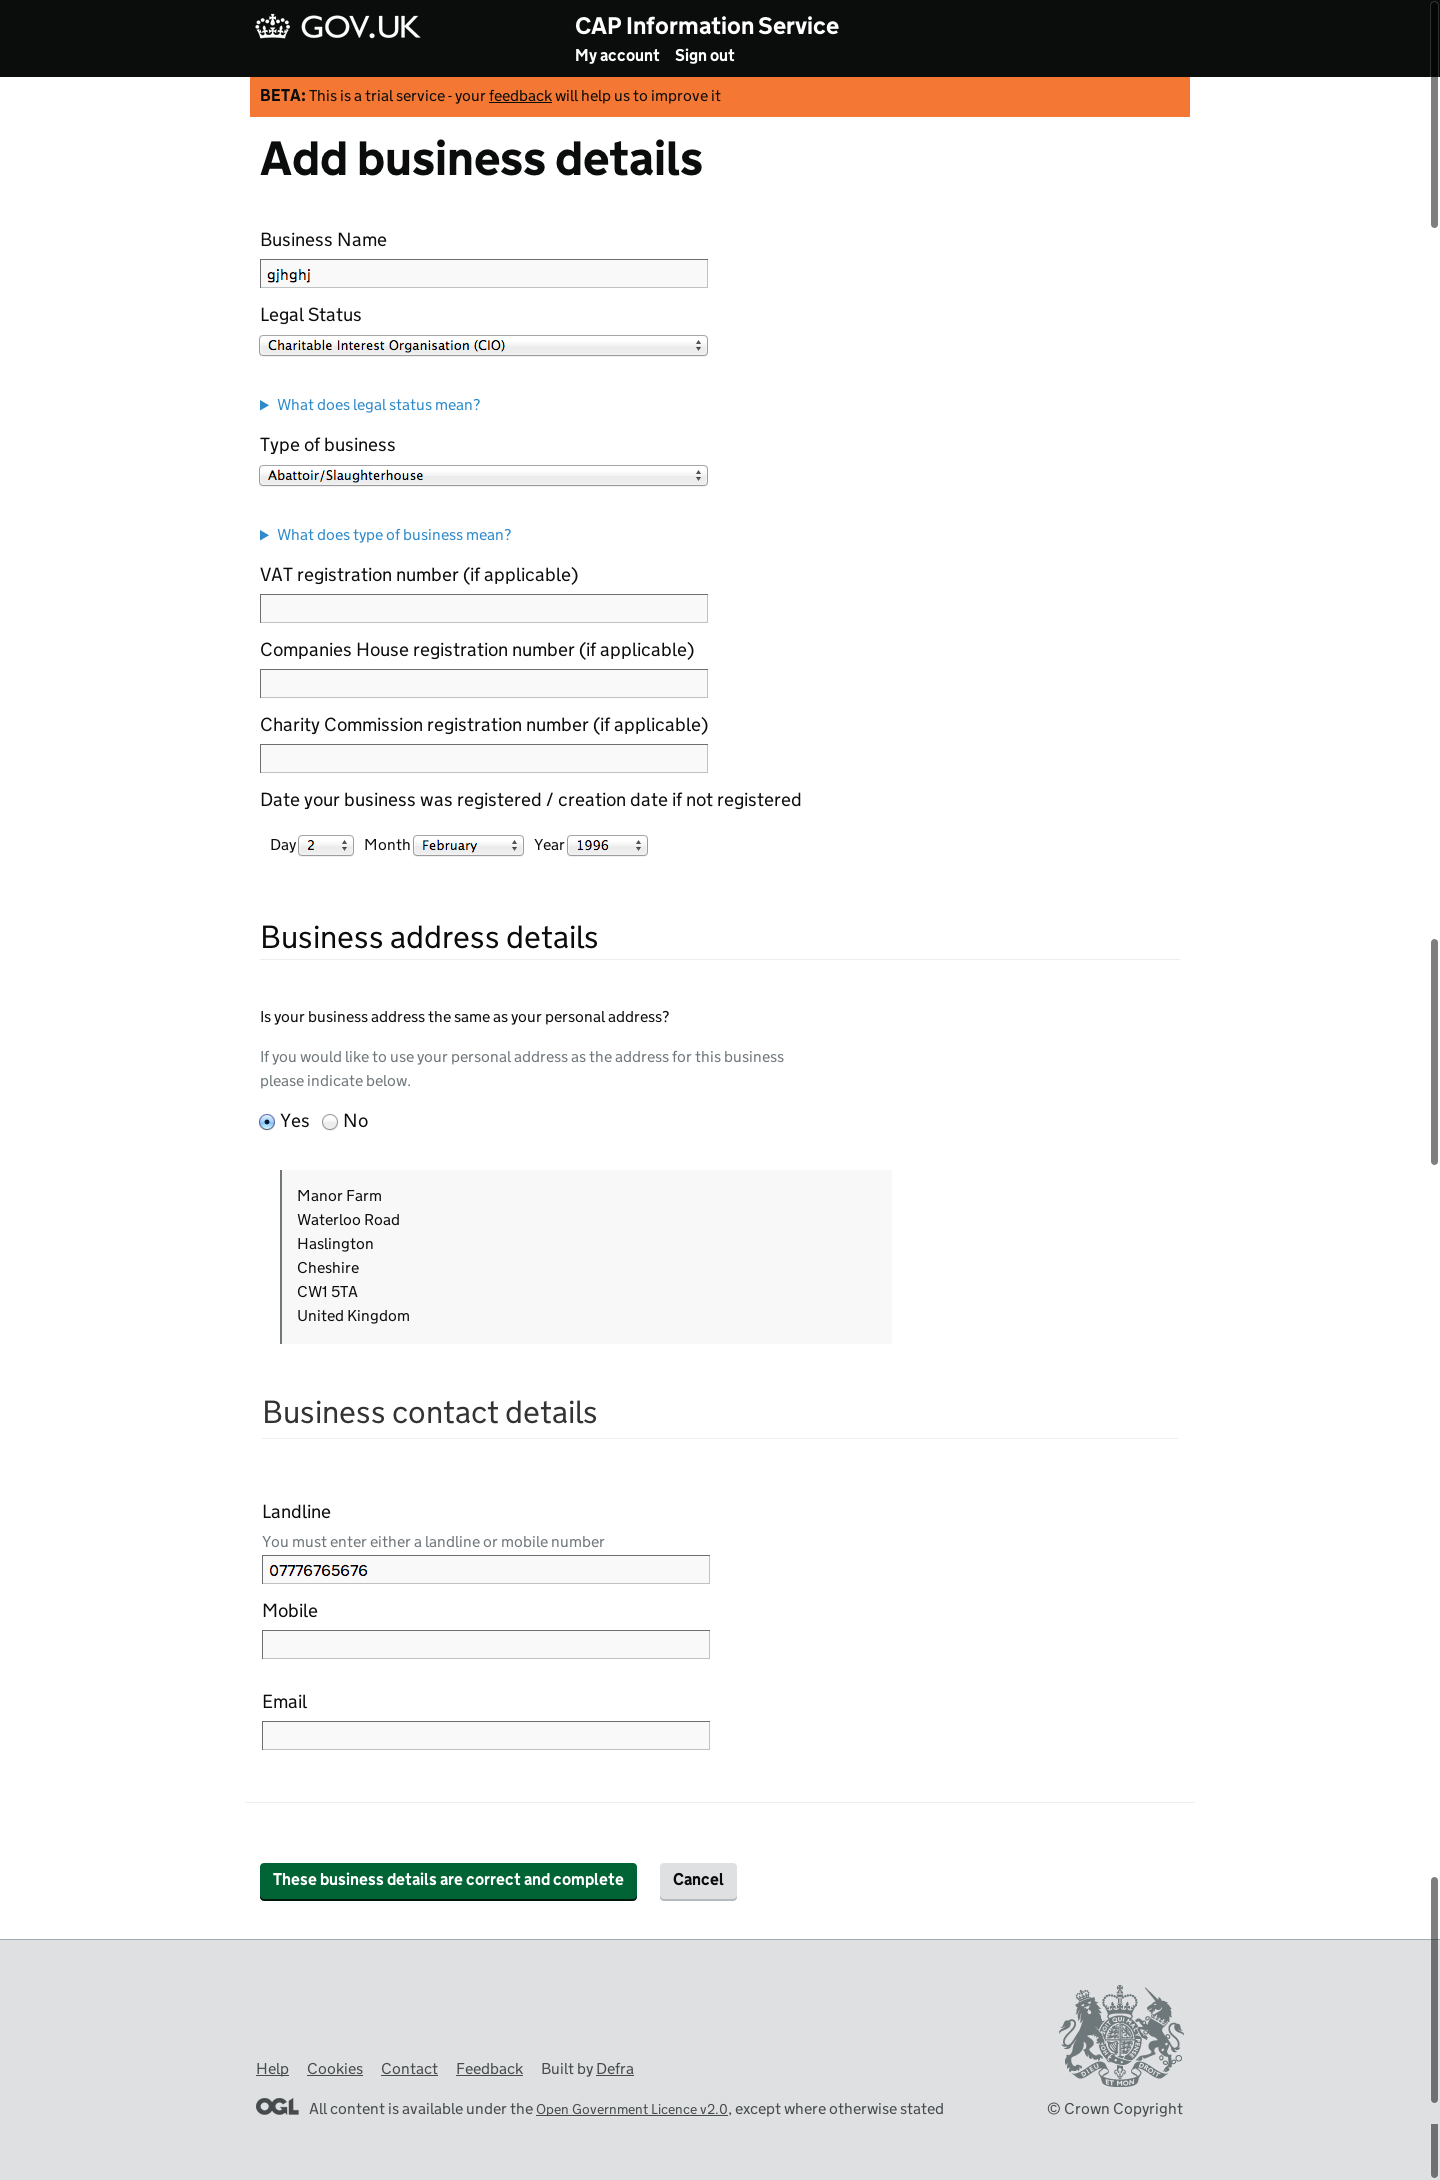 GOV.UK
CAP Information Service
My account Sign out
BETA: This is a trial service - your feedback will help us to improve it
Add business details
Business Name
gjhghj
Legal Status
Charitable Interest Organisation (CIO)
What does legal status mean?
Type of business
Abattoir/Slaughterhouse
What does type of business mean?
VAT registration number (if applicable)
Companies House registration number (if applicable)
Charity Commission registration number (if applicable)
Date your business was registered / creation date if not registered
Day 2 Month February Year 1996
Business address details
Is your business address the same as your personal address?
If you would like to use your personal address as the address for this business
please indicate below.
Yes No
Manor Farm
Waterloo Road
Haslington
Cheshire
CW1 5TA
United Kingdom
Business contact details
Landline
You must enter either a landline or mobile number
07776765676
Mobile
Email
These business details are correct and complete Cancel
Help Cookies Contact Feedback Built by Defra
OGL All content is available under the Open Government Licence v2.0, except where otherwise stated
© Crown Copyright